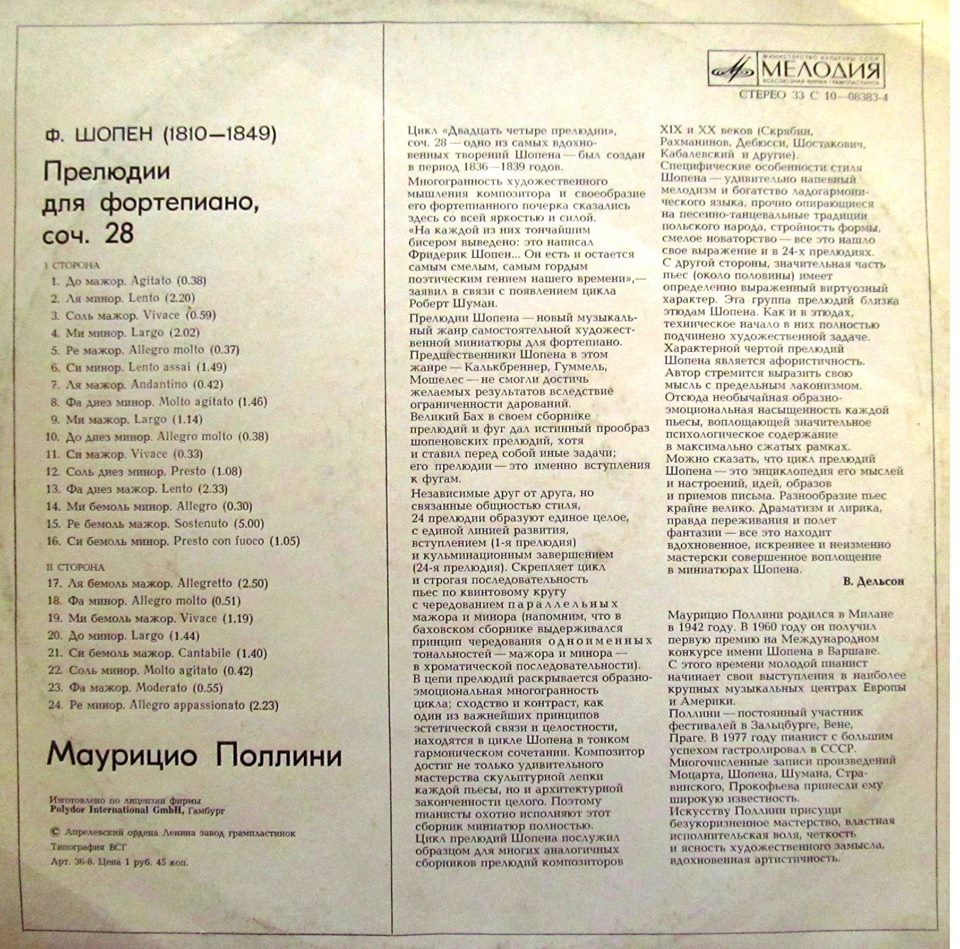 Ф. ШОПЕН (1810—1849)
Прелюдии
для фортепиано,
соч. 28
I СТОРОНА
1. До мажор. Agitato (0.38)
2. Ля минор. Lento (2.20)
3. Соль мажор. Vivace (0.59)
4. Ми минор. Largo (2.02)
5. Ре мажор. Allegro molto (0.37)
6. Си минор. Lento assai (1.49)
7. Ля мажор. Andantino (0.42)
8. Фа диез минор. Molto agitato (1.46)
9. Ми мажор. Largo (1.14)
10. До диез минор. Allegro molto (0.38)
11. Си мажор. Vivace (0.33)
12. Соль диез минор. Presto (1.08)
13. Фа диез мажор. Lento (2.33)
14. Ми бемоль минор. Allegro (0.30)
15. Ре бемоль мажор. Sostenuto (5.00)
16. Си бемоль минор. Presto con fuoco (1.05)
II СТОРОНА
17. Ля бемоль мажор. Allegretto (2.50)
18. Фа минор. Allegro molto (0.51)
19. Ми бемоль мажор. Vivace (1.19)
20. До минор. Largo (1.44)
21. Си бемоль мажор. Cantabile (1.40)
22. Соль минор. Molto agitato (0.42)
23. Фа мажор. Moderato (0.55)
24. Ре минор. Allegro appassionato (2.23)
Маурицио Поллини
Изготовлено по лицензии фирмы
Polydor International GmbH, Гамбург
© Апрелевский ордена Ленина завод грампластинок
Типография ВСГ
Арт. 36-8. Цена 1 руб. 45 коп.
Цикл «Двадцать четыре прелюдии»,
соч. 28 — одно из самых вдохно-
венных творений Шопена — был создан
в период 1836—1839 годов.
Многогранность художественного
мышления композитора и своеобразие
его фортепианного почерка сказались
здесь со всей яркостью и силой.
«На каждой из них тончайшим
бисером выведено: это написал
Фридерик Шопен... Он есть и остается
самым смелым, самым гордым
поэтическим гением нашего времени»,—
заявил в связи с появлением цикла
Роберт Шуман.
Прелюдии Шопена — новый музыкаль-
ный жанр самостоятельной художест-
венной миниатюры для фортепиано.
Предшественники Шопена в этом
жанре — Калькбреннер, Гуммель,
Мошелес — не смогли достичь
желаемых результатов вследствие
ограниченности дарований.
Великий Бах в своем сборнике
прелюдий и фуг дал истинный прообраз
шопеновских прелюдий, хотя
и ставил перед собой иные задачи;
его прелюдии — это именно вступления
к фугам.
Независимые друг от друга, но
связанные общностью стиля,
24 прелюдии образуют единое целое,
с единой линией развития,
вступлением (1-я прелюдия)
и кульминационным завершением
(24-я прелюдия). Скрепляет цикл
и строгая последовательность
пьес по квинтовому кругу
с чередованием параллельных
мажора и минора (напомним, что в
баховском сборнике выдерживался
принцип чередования одноименных
тональностей — мажора и минора —
в хроматической последовательности).
В цепи прелюдий раскрывается образно-
эмоциональная многогранность
цикла; сходство и контраст, как
один из важнейших принципов
эстетической связи и целостности,
находятся в цикле Шопена в тонком
гармоническом сочетании. Композитор
достиг не только удивительного
мастерства скульптурной лепки
каждой пьесы, но и архитектурной
законченности целого. Поэтому
пианисты охотно исполняют этот
сборник миниатюр полностью.
Цикл прелюдий Шопена послужил
образцом для многих аналогичных
сборников прелюдий композиторов
МИНИСТЕРСТВО КУЛЬТУРЫ СССР
МЕЛОДИЯ
ВСЕСОЮЗНАЯ ФИРМА ГРАМПЛАСТИНОК
СТЕРЕО 33 С 10—08383-4
XIX и XX веков (Скрябин,
Рахманинов, Дебюсси, Шостакович,
Кабалевский и другие).
Специфические особенности стиля
Шопена — удивительно напевный
мелодизм и богатство ладогармони-
ческого языка, прочно опирающиеся
на песенно-танцевальные традиции
польского народа, стройность формы,
смелое новаторство — все это нашло
свое выражение и в 24-х прелюдиях.
С другой стороны, значительная часть
пьес (около половины) имеет
определенно выраженный виртуозный
характер. Эта группа прелюдий близка
этюдам Шопена. Как и в этюдах,
техническое начало в них полностью
подчинено художественной задаче.
Характерной чертой прелюдий
Шопена является афористичность.
Автор стремится выразить свою
мысль с предельным лаконизмом.
Отсюда необычайная образно-
эмоциональная насыщенность каждой
пьесы, воплощающей значительное
психологическое содержание
в максимально сжатых рамках.
Можно сказать, что цикл прелюдий
Шопена — это энциклопедия его мыслей
и настроений, идей, образов
и приемов письма. Разнообразие пьес
крайне велико. Драматизм и лирика,
правда переживания и полет
фантазии — все это находит
вдохновенное, искреннее и неизменно
мастерски совершенное воплощение
в миниатюрах Шопена.
В. Дельсон
Маурицио Поллини родился в Милане
в 1942 году. В 1960 году он получил
первую премию на Международном
конкурсе имени Шопена в Варшаве.
С этого времени молодой пианист
начинает свои выступления в наиболее
крупных музыкальных центрах Европы
и Америки.
Поллини — постоянный участник
фестивалей в Зальцбурге, Вене,
Праге. В 1977 году пианист с большим
успехом гастролировал в СССР.
Многочисленные записи произведений
Моцарта, Шопена, Шумана, Стра-
винского, Прокофьева принесли ему
широкую известность.
Искусству Поллини присущи
безукоризненное мастерство, властная
исполнительская воля, четкость
и ясность художественного замысла,
вдохновенная артистичность.